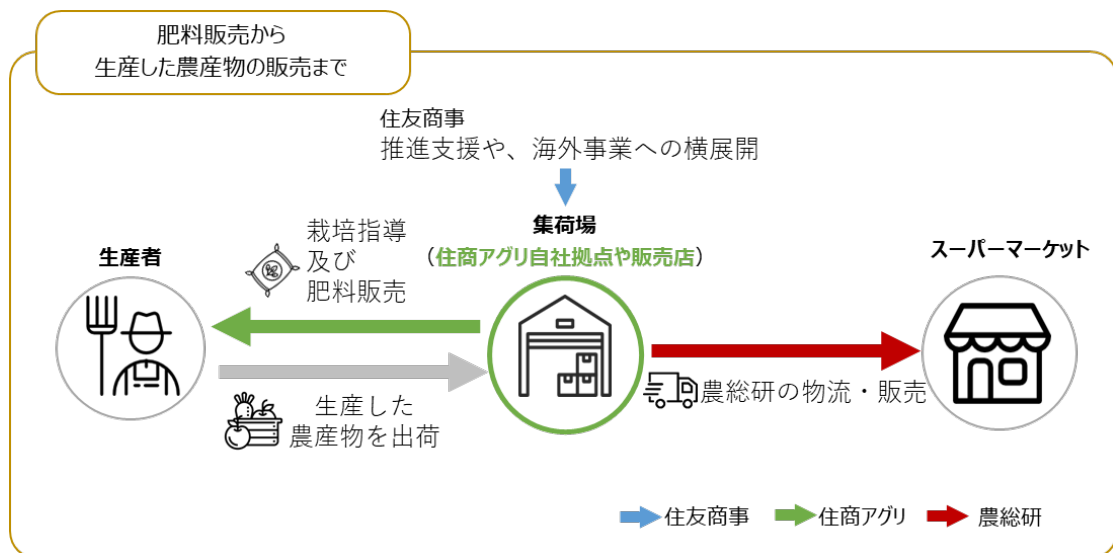 肥料販売から
生産した農産物の販売まで
住友商事
推進支援や、海外事業への横展開
集荷場
（住商アグリ自社拠点や販売店）
生産者
栽培指導
及び
肥料販売
スーパーマーケット
生産した
農産物を出荷
農総研の物流・販売
住友商事
住商アグリ
農総研